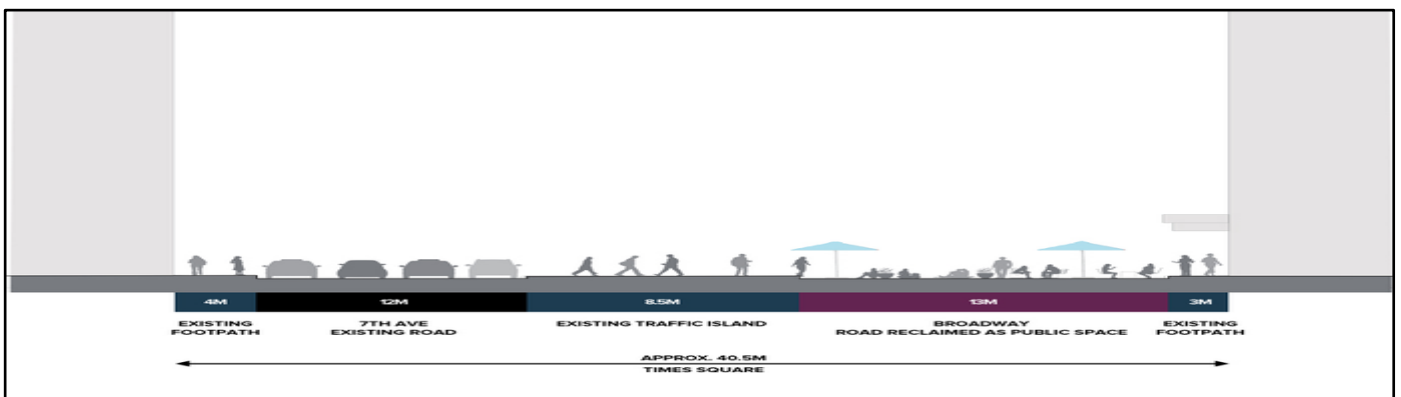 4M
12M
8.5M
13M
3M
EXISTING
FOOTPATH
7TH AVE
EXISTING ROAD
EXISTING TRAFFIC ISLAND
BROADWAY
ROAD RECLAIMED AS PUBLIC SPACE
EXISTING
FOOTPATH
APPROX. 40.5M
TIMES SQUARE